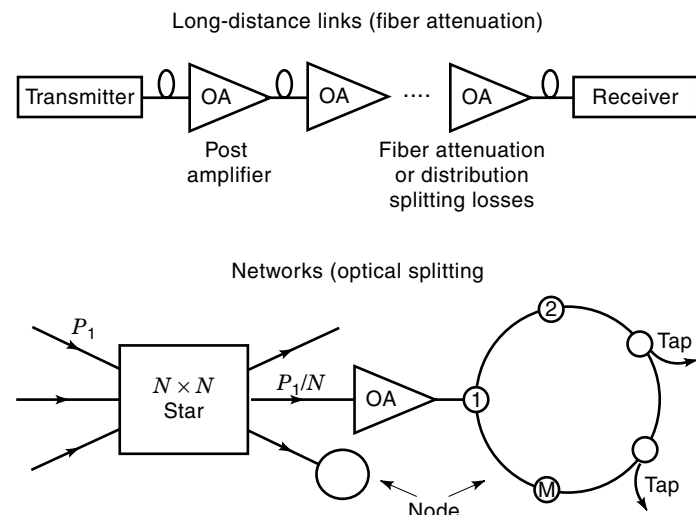 Long-distance links (fiber attenuation)
Transmitter
OA
OA
....
OA
Receiver
Post
amplifier
Fiber attenuation
or distribution
splitting losses
Networks (optical splitting
P₁
N × N
Star
P₁/N
OA
1
2
M
Tap
Tap
Node